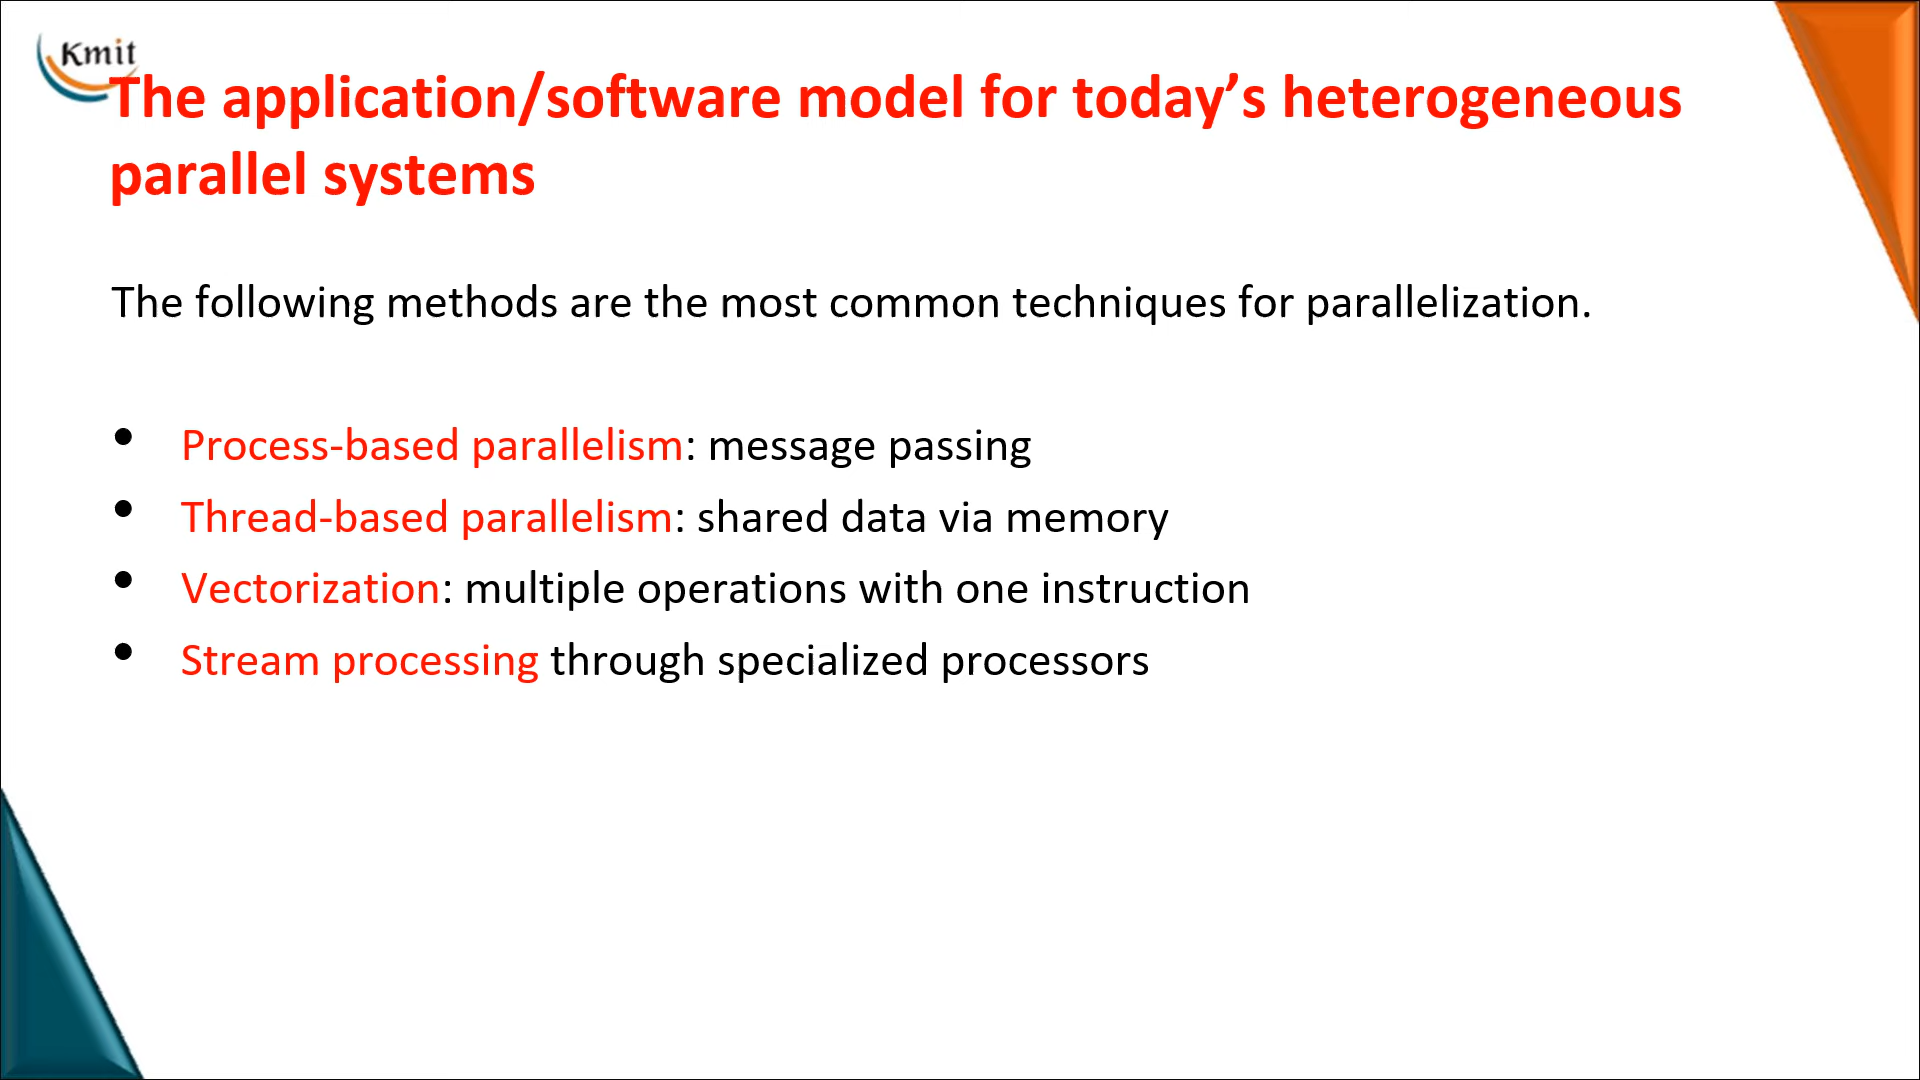 Kmit
The application/software model for today’s heterogeneous
parallel systems
The following methods are the most common techniques for parallelization.
• Process-based parallelism: message passing
• Thread-based parallelism: shared data via memory
• Vectorization: multiple operations with one instruction
• Stream processing through specialized processors